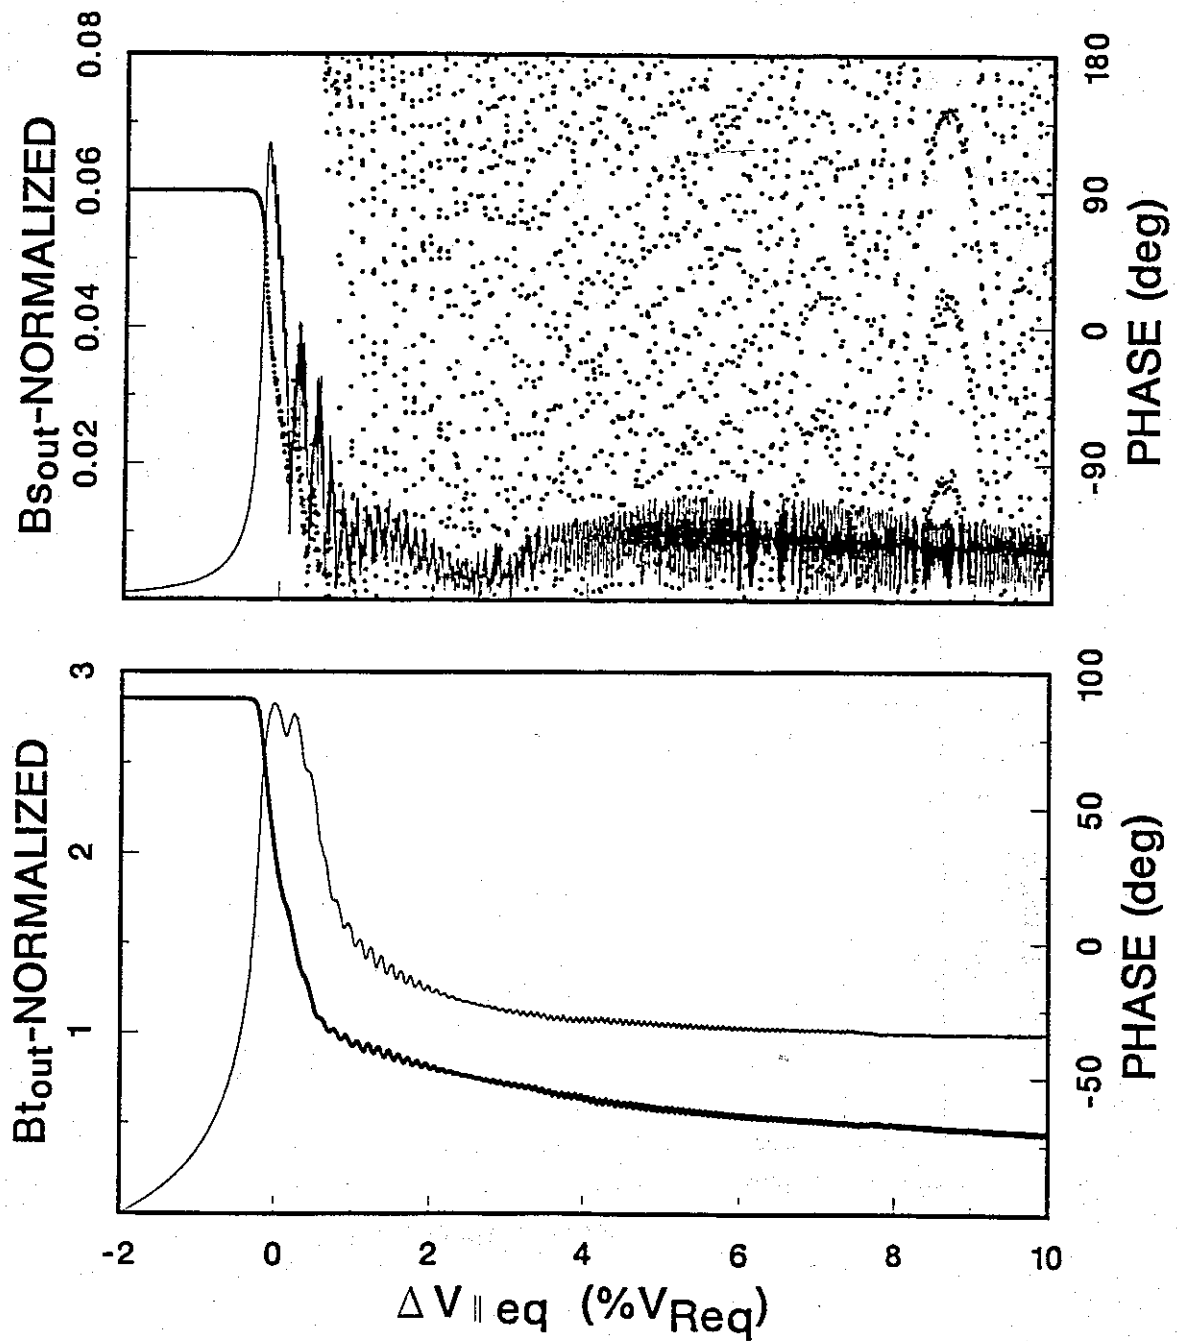 Bsout-NORMALIZED
0.08
0.06
0.04
0.02
180
90
0
-90
PHASE (deg)
Btout-NORMALIZED
3
2
1
100
50
0
-50
PHASE (deg)
-2 0 2 4 6 8 10
ΔV∥eq (%VReq)